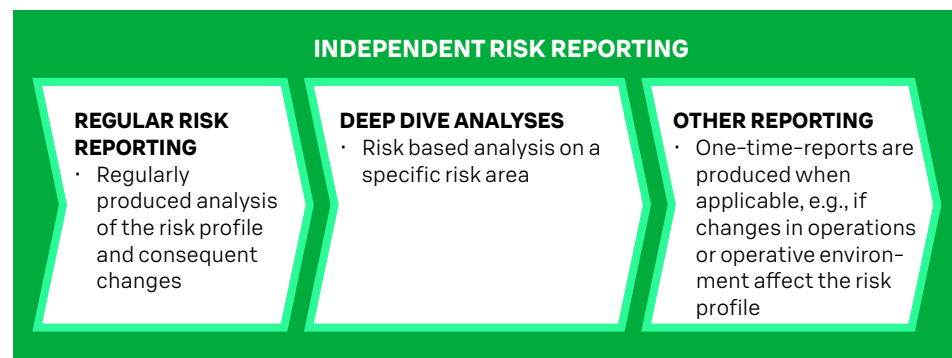 INDEPENDENT RISK REPORTING
REGULAR RISK
REPORTING
· Regularly
produced analysis
of the risk profile
and consequent
changes
DEEP DIVE ANALYSES
· Risk based analysis on a
specific risk area
OTHER REPORTING
· One-time-reports are
produced when
applicable, e.g., if
changes in operations
or operative environ-
ment affect the risk
profile